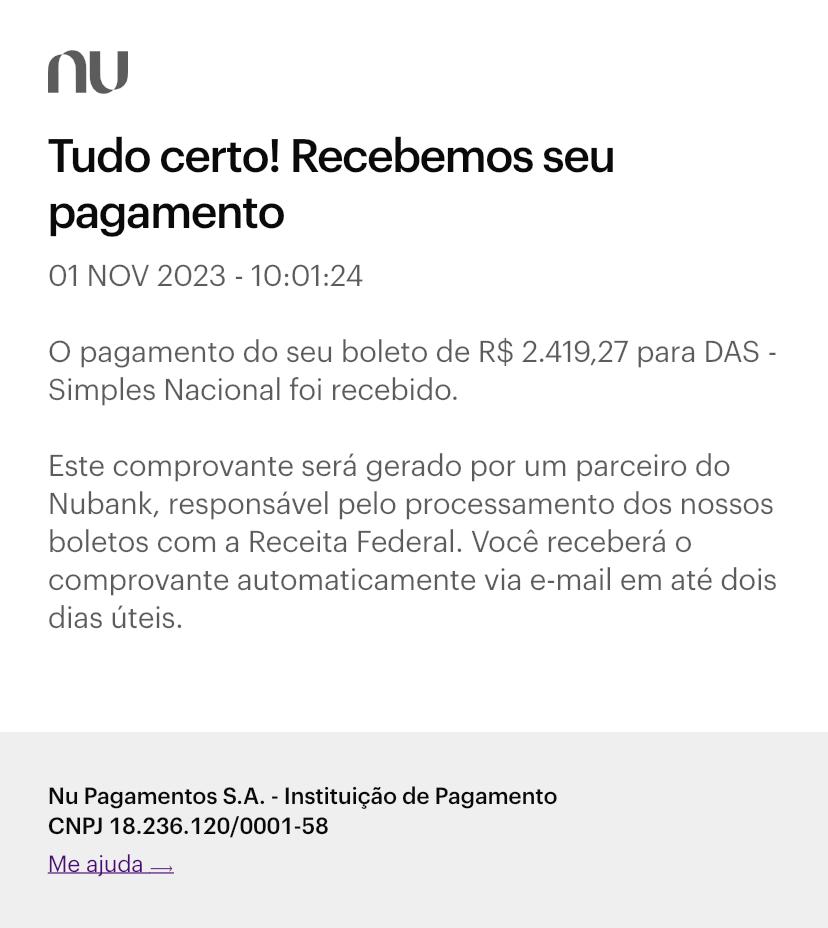 nu
Tudo certo! Recebemos seu
pagamento
01 NOV 2023 - 10:01:24
O pagamento do seu boleto de R$ 2.419,27 para DAS -
Simples Nacional foi recebido.
Este comprovante será gerado por um parceiro do
Nubank, responsável pelo processamento dos nossos
boletos com a Receita Federal. Você receberá o
comprovante automaticamente via e-mail em até dois
dias úteis.
Nu Pagamentos S.A. - Instituição de Pagamento
CNPJ 18.236.120/0001-58
Me ajuda →